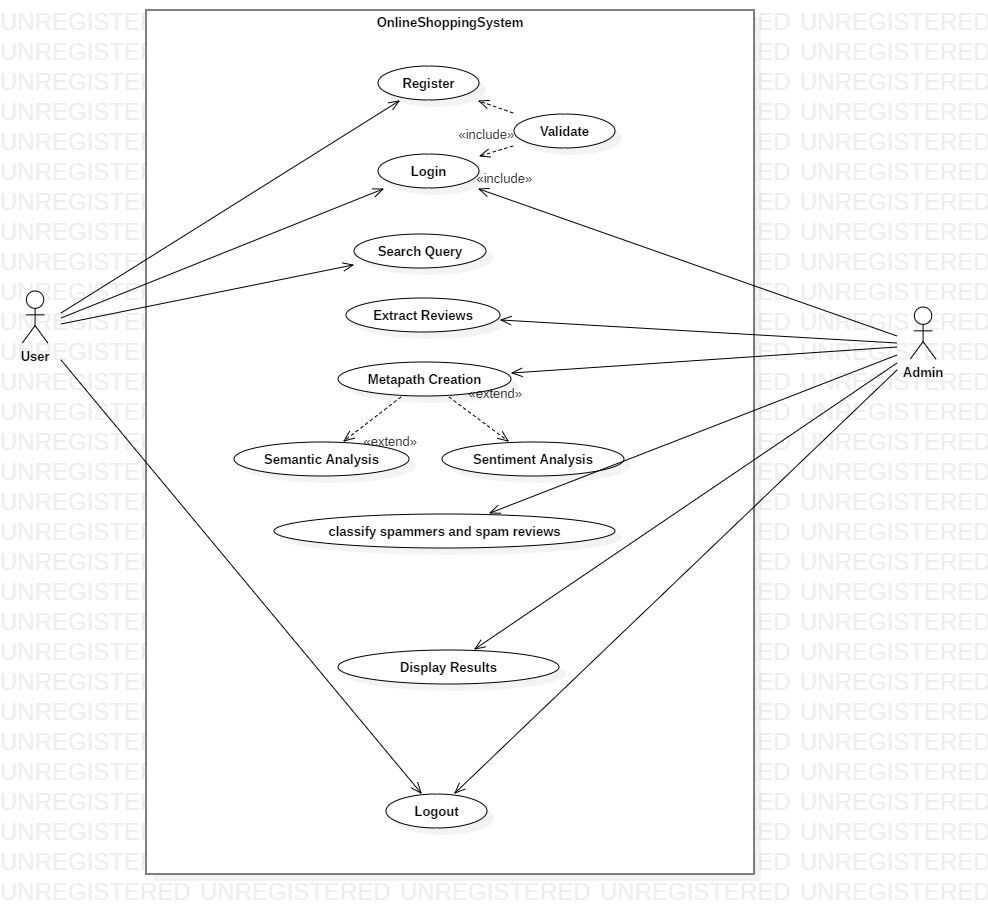 OnlineShoppingSystem
Register
Validate
«include»
Login
«include»
Search Query
Extract Reviews
User
Admin
Metapath Creation
«extend»
«extend»
Semantic Analysis
Sentiment Analysis
classify spammers and spam reviews
Display Results
Logout
UNREGISTERED UNREGISTERED UNREGISTERED UNREGISTERED UNREGISTERED